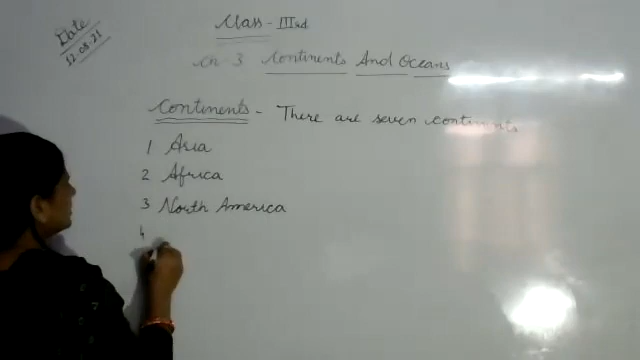 Date
12.05.21
Class - IIIrd
Ch 3 Continents And Oceans
Continents - There are seven continents
1 Asia
2 Africa
3 North America
4